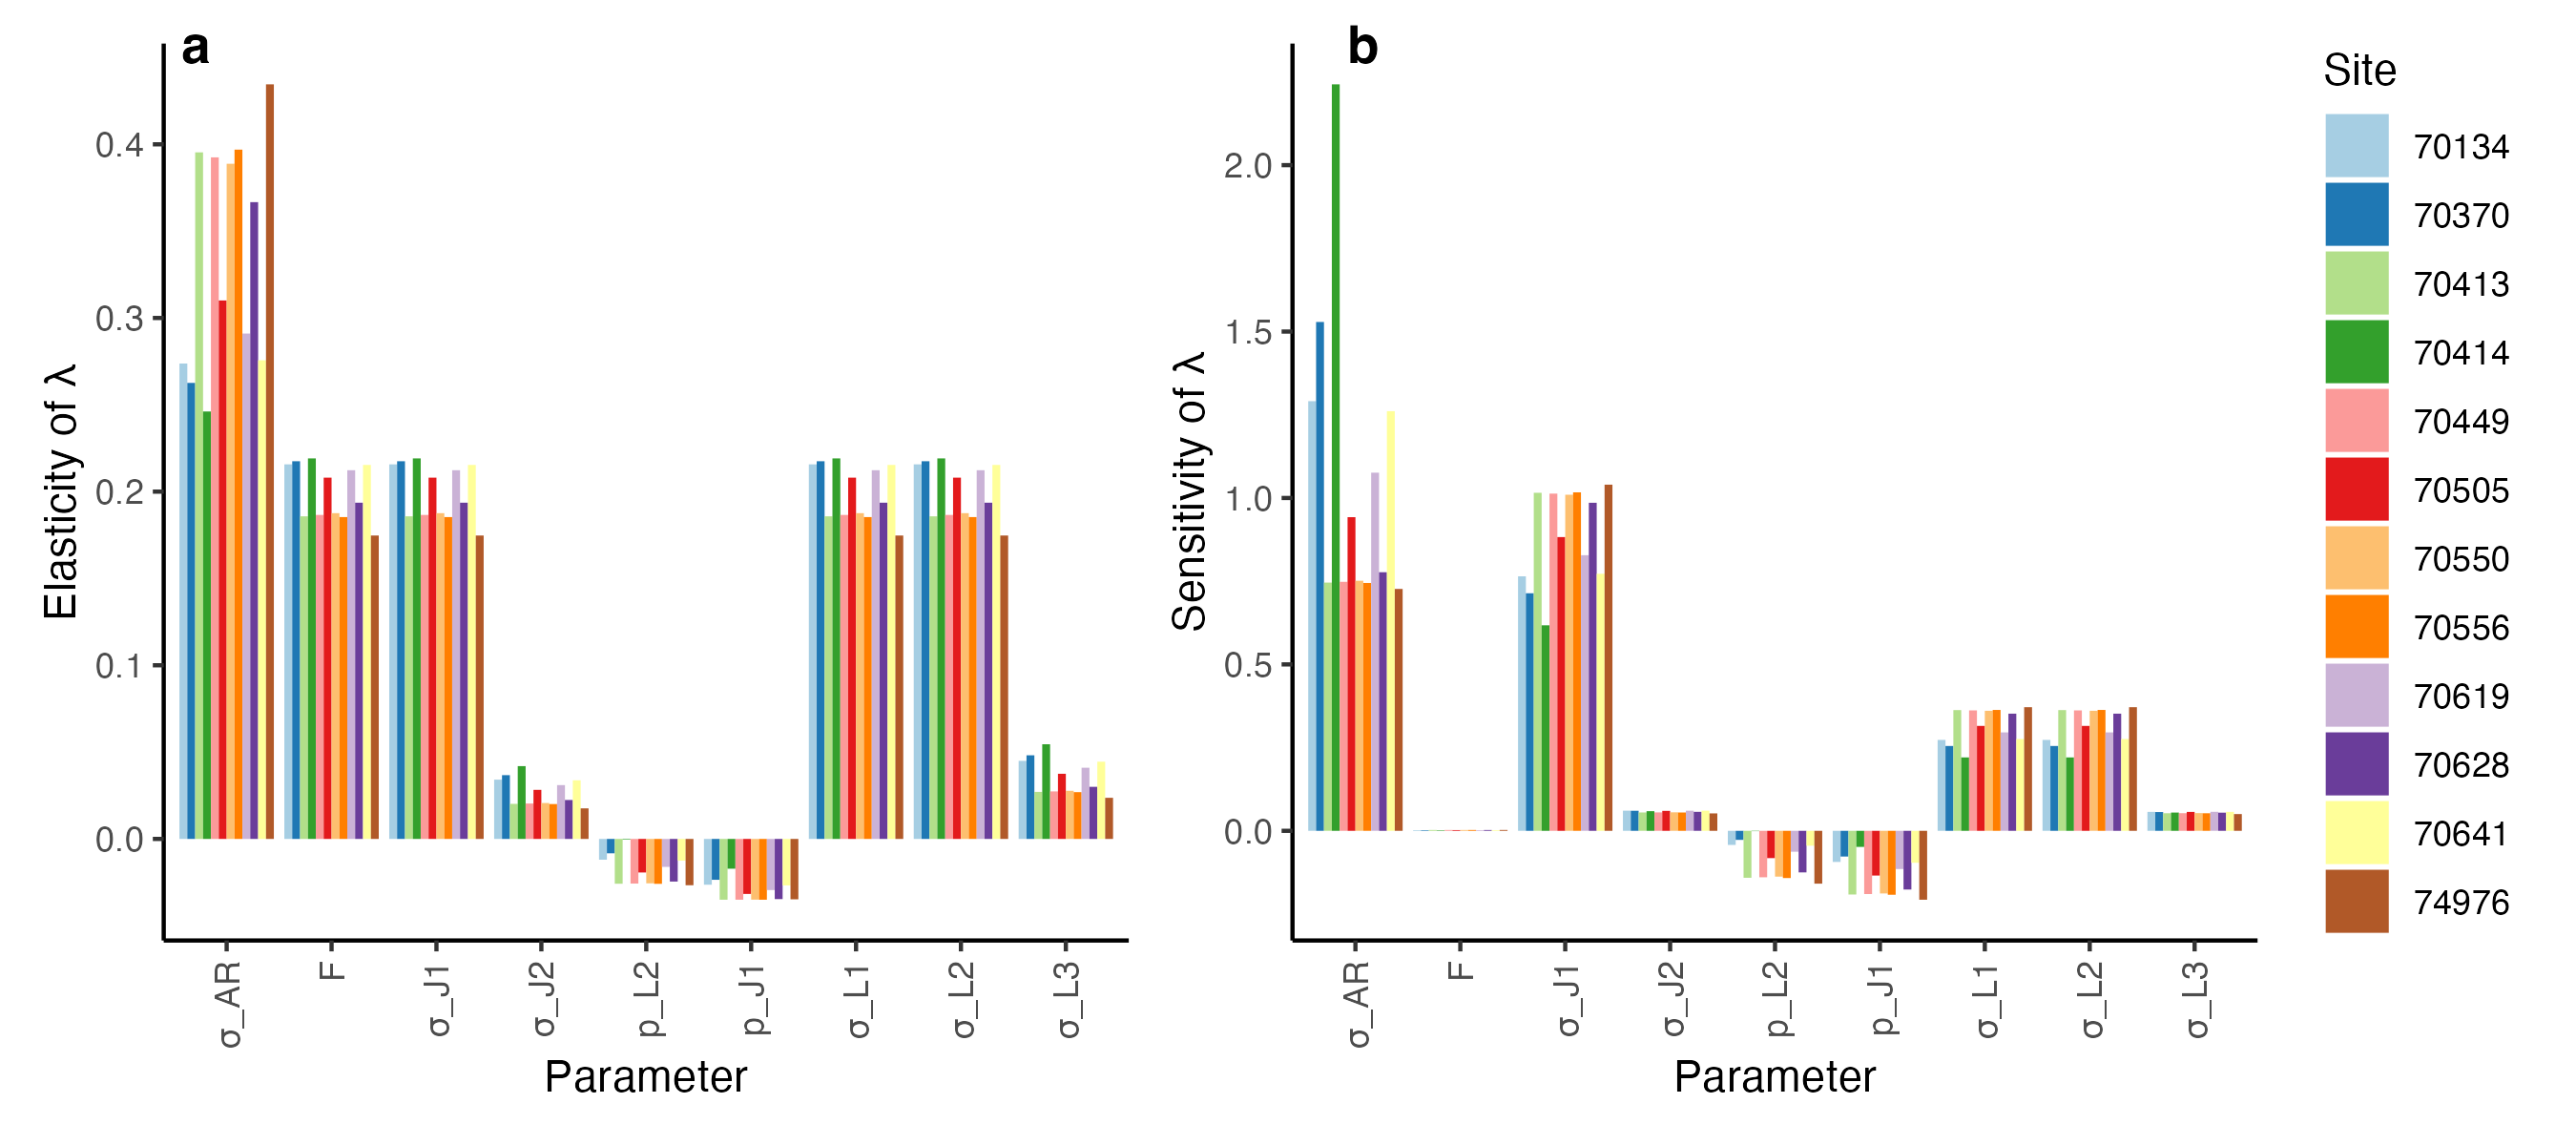 a
Elasticity of λ
0.4
0.3
0.2
0.1
0.0
σ_AR
F
σ_J1
σ_J2
p_L2
p_J1
σ_L1
σ_L2
σ_L3
Parameter
b
Sensitivity of λ
2.0
1.5
1.0
0.5
0.0
σ_AR
F
σ_J1
σ_J2
p_L2
p_J1
σ_L1
σ_L2
σ_L3
Parameter
Site
70134
70370
70413
70414
70449
70505
70550
70556
70619
70628
70641
74976